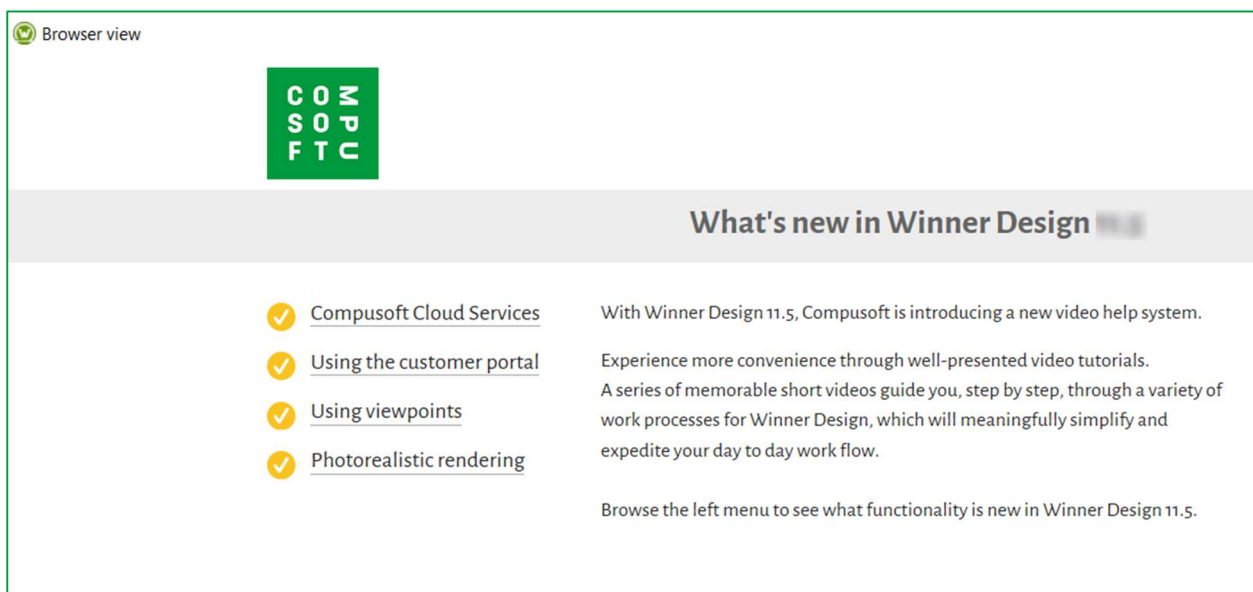 Browser view
COM
SOP
FTU
What's new in Winner Design
Compusoft Cloud Services
Using the customer portal
Using viewpoints
Photorealistic rendering
With Winner Design 11.5, Compusoft is introducing a new video help system.
Experience more convenience through well-presented video tutorials.
A series of memorable short videos guide you, step by step, through a variety of
work processes for Winner Design, which will meaningfully simplify and
expedite your day to day work flow.
Browse the left menu to see what functionality is new in Winner Design 11.5.